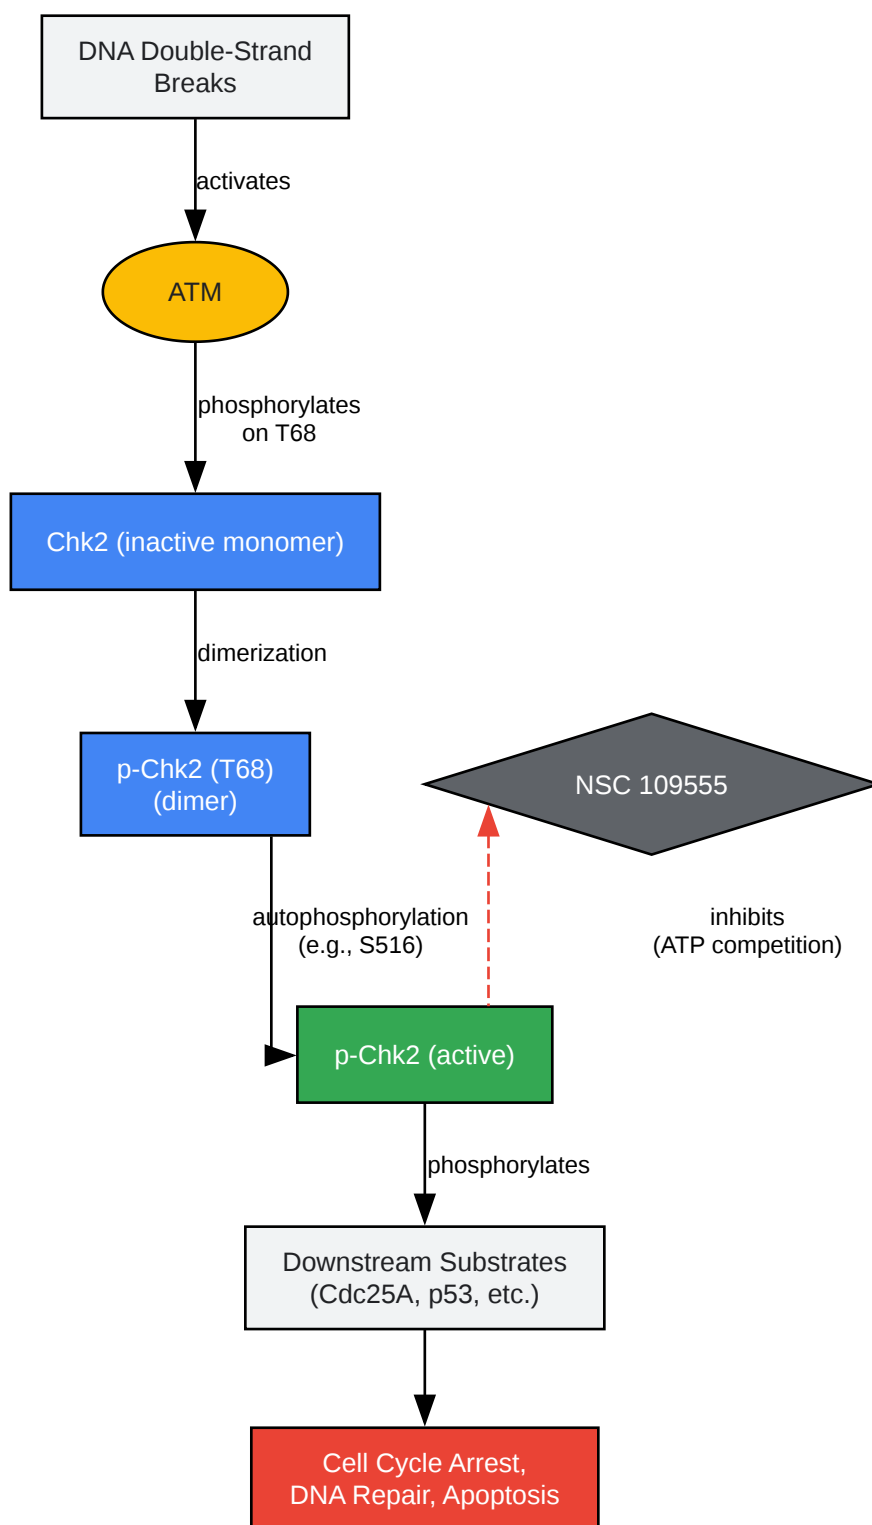 DNA Double-Strand
Breaks
activates
ATM
phosphorylates
on T68
Chk2 (inactive monomer)
dimerization
p-Chk2 (T68)
(dimer)
NSC 109555
autophosphorylation
(e.g., S516)
inhibits
(ATP competition)
p-Chk2 (active)
phosphorylates
Downstream Substrates
(Cdc25A, p53, etc.)
Cell Cycle Arrest,
DNA Repair, Apoptosis